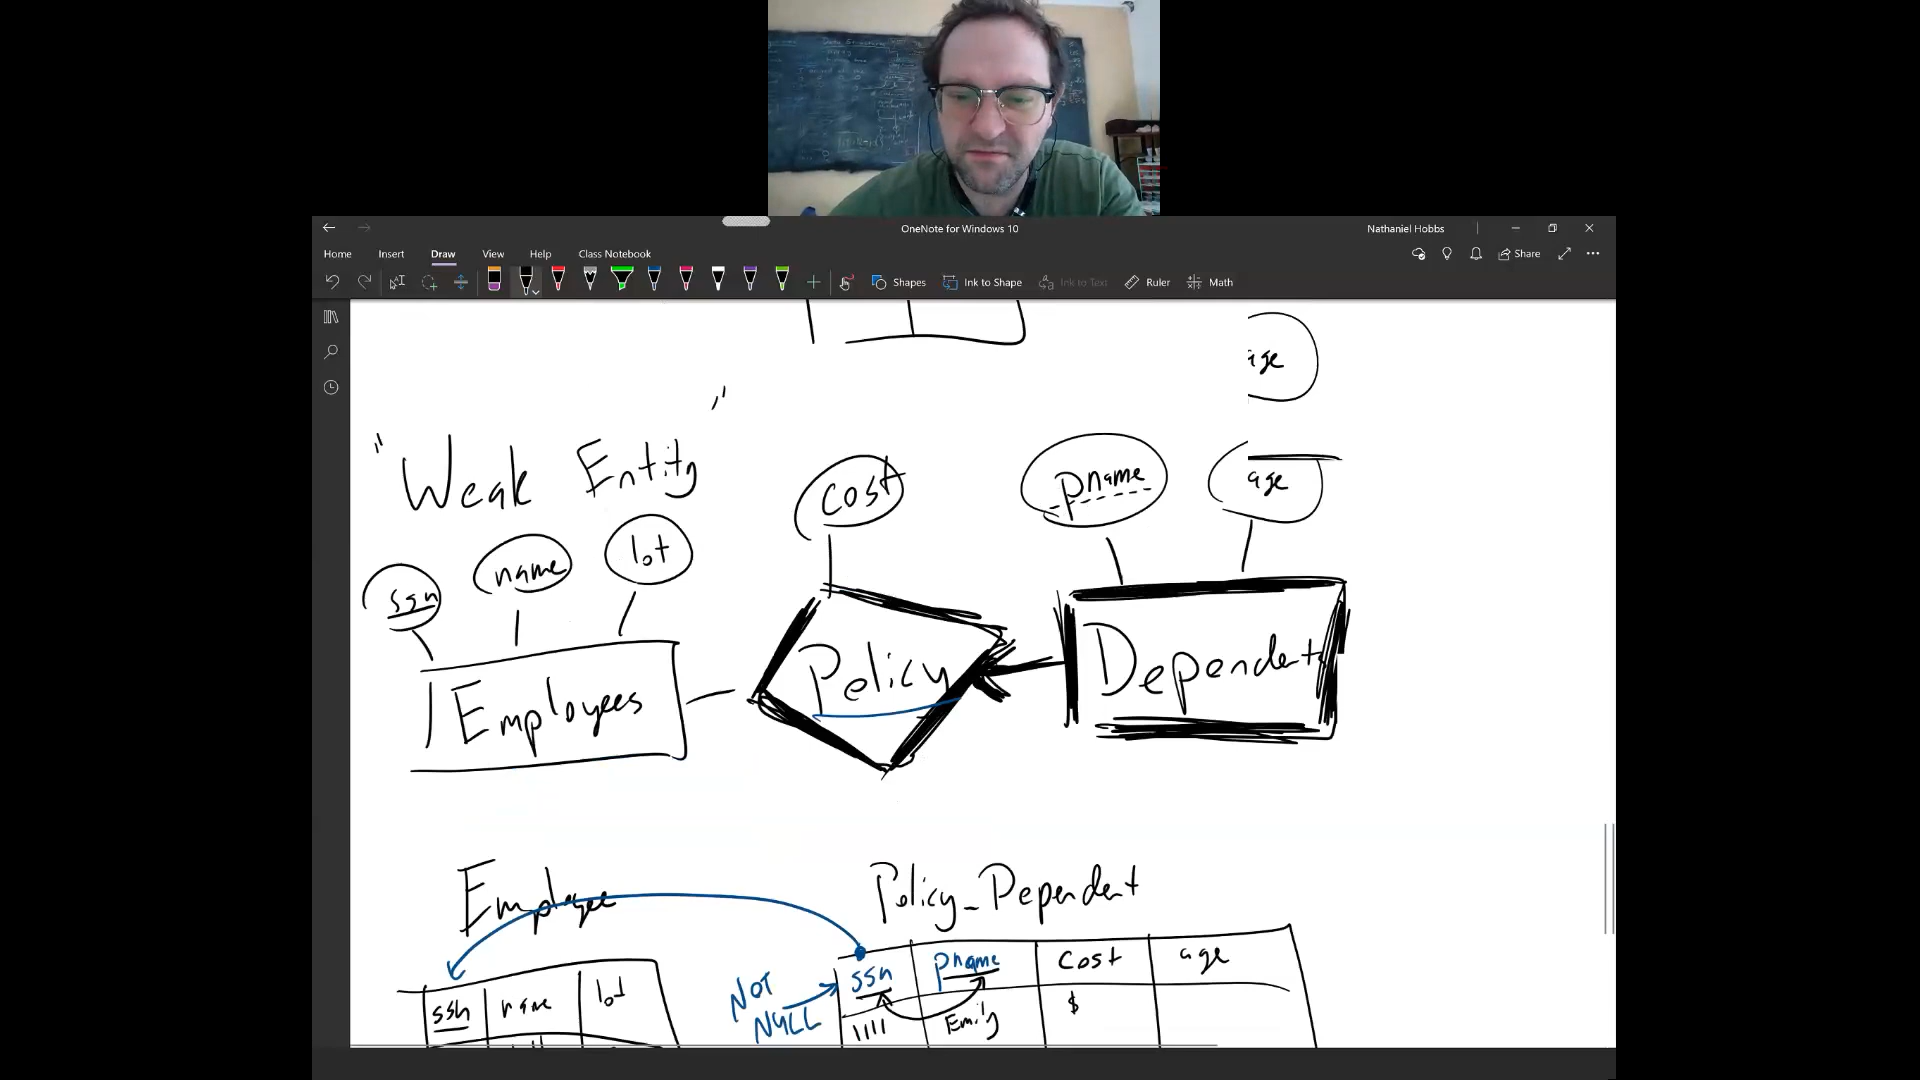 OneNote for Windows 10
Nathaniel Hobbs
Home Insert Draw View Help Class Notebook
Share
Shapes Ink to Shape Ink to Text Ruler Math
age
"Weak Entity"
cost
pname
age
ssn
name
lot
Employees
Policy
Dependents
Employee
Policy_Dependent
ssn name lot
NOT
NULL
ssn pname cost age
1111 Emily $